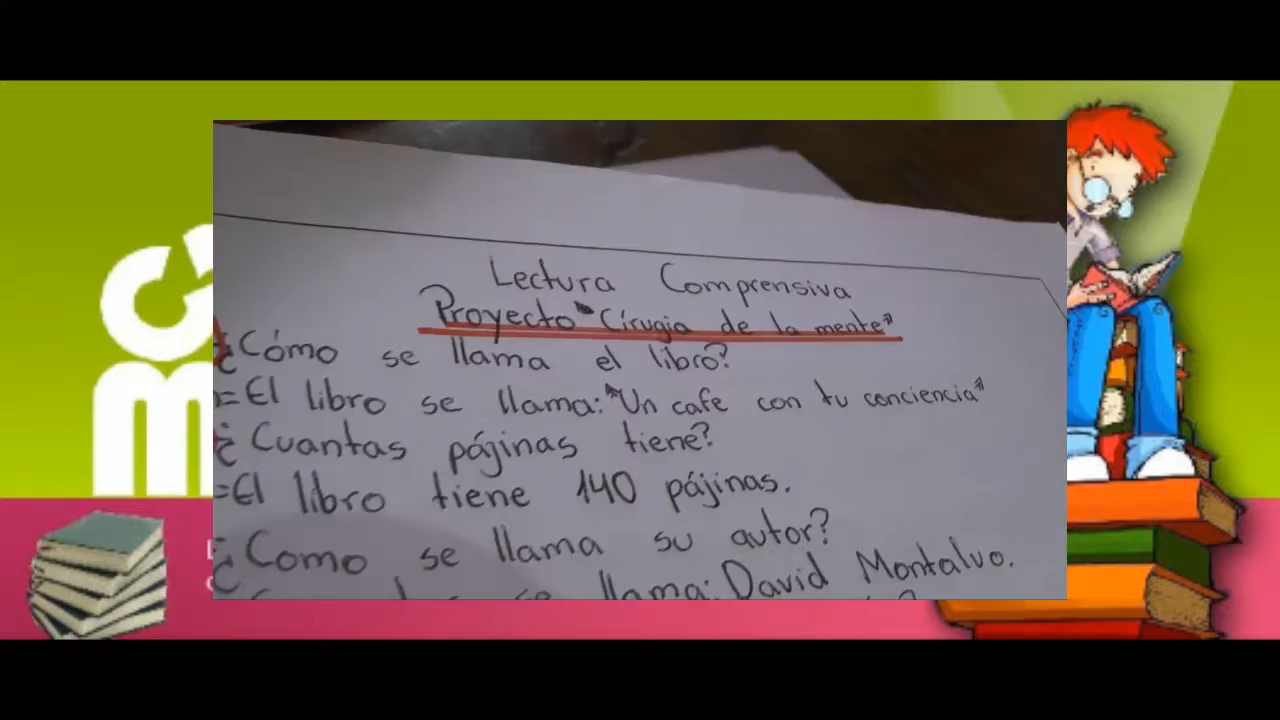 Lectura Comprensiva
Proyecto "Cirugia de la mente"
¿Cómo se llama el libro?
=El libro se llama: "Un cafe con tu conciencia"
¿Cuantas pájinas tiene?
=El libro tiene 140 pájinas.
¿Como se llama su autor?
se llama: David Montalvo.